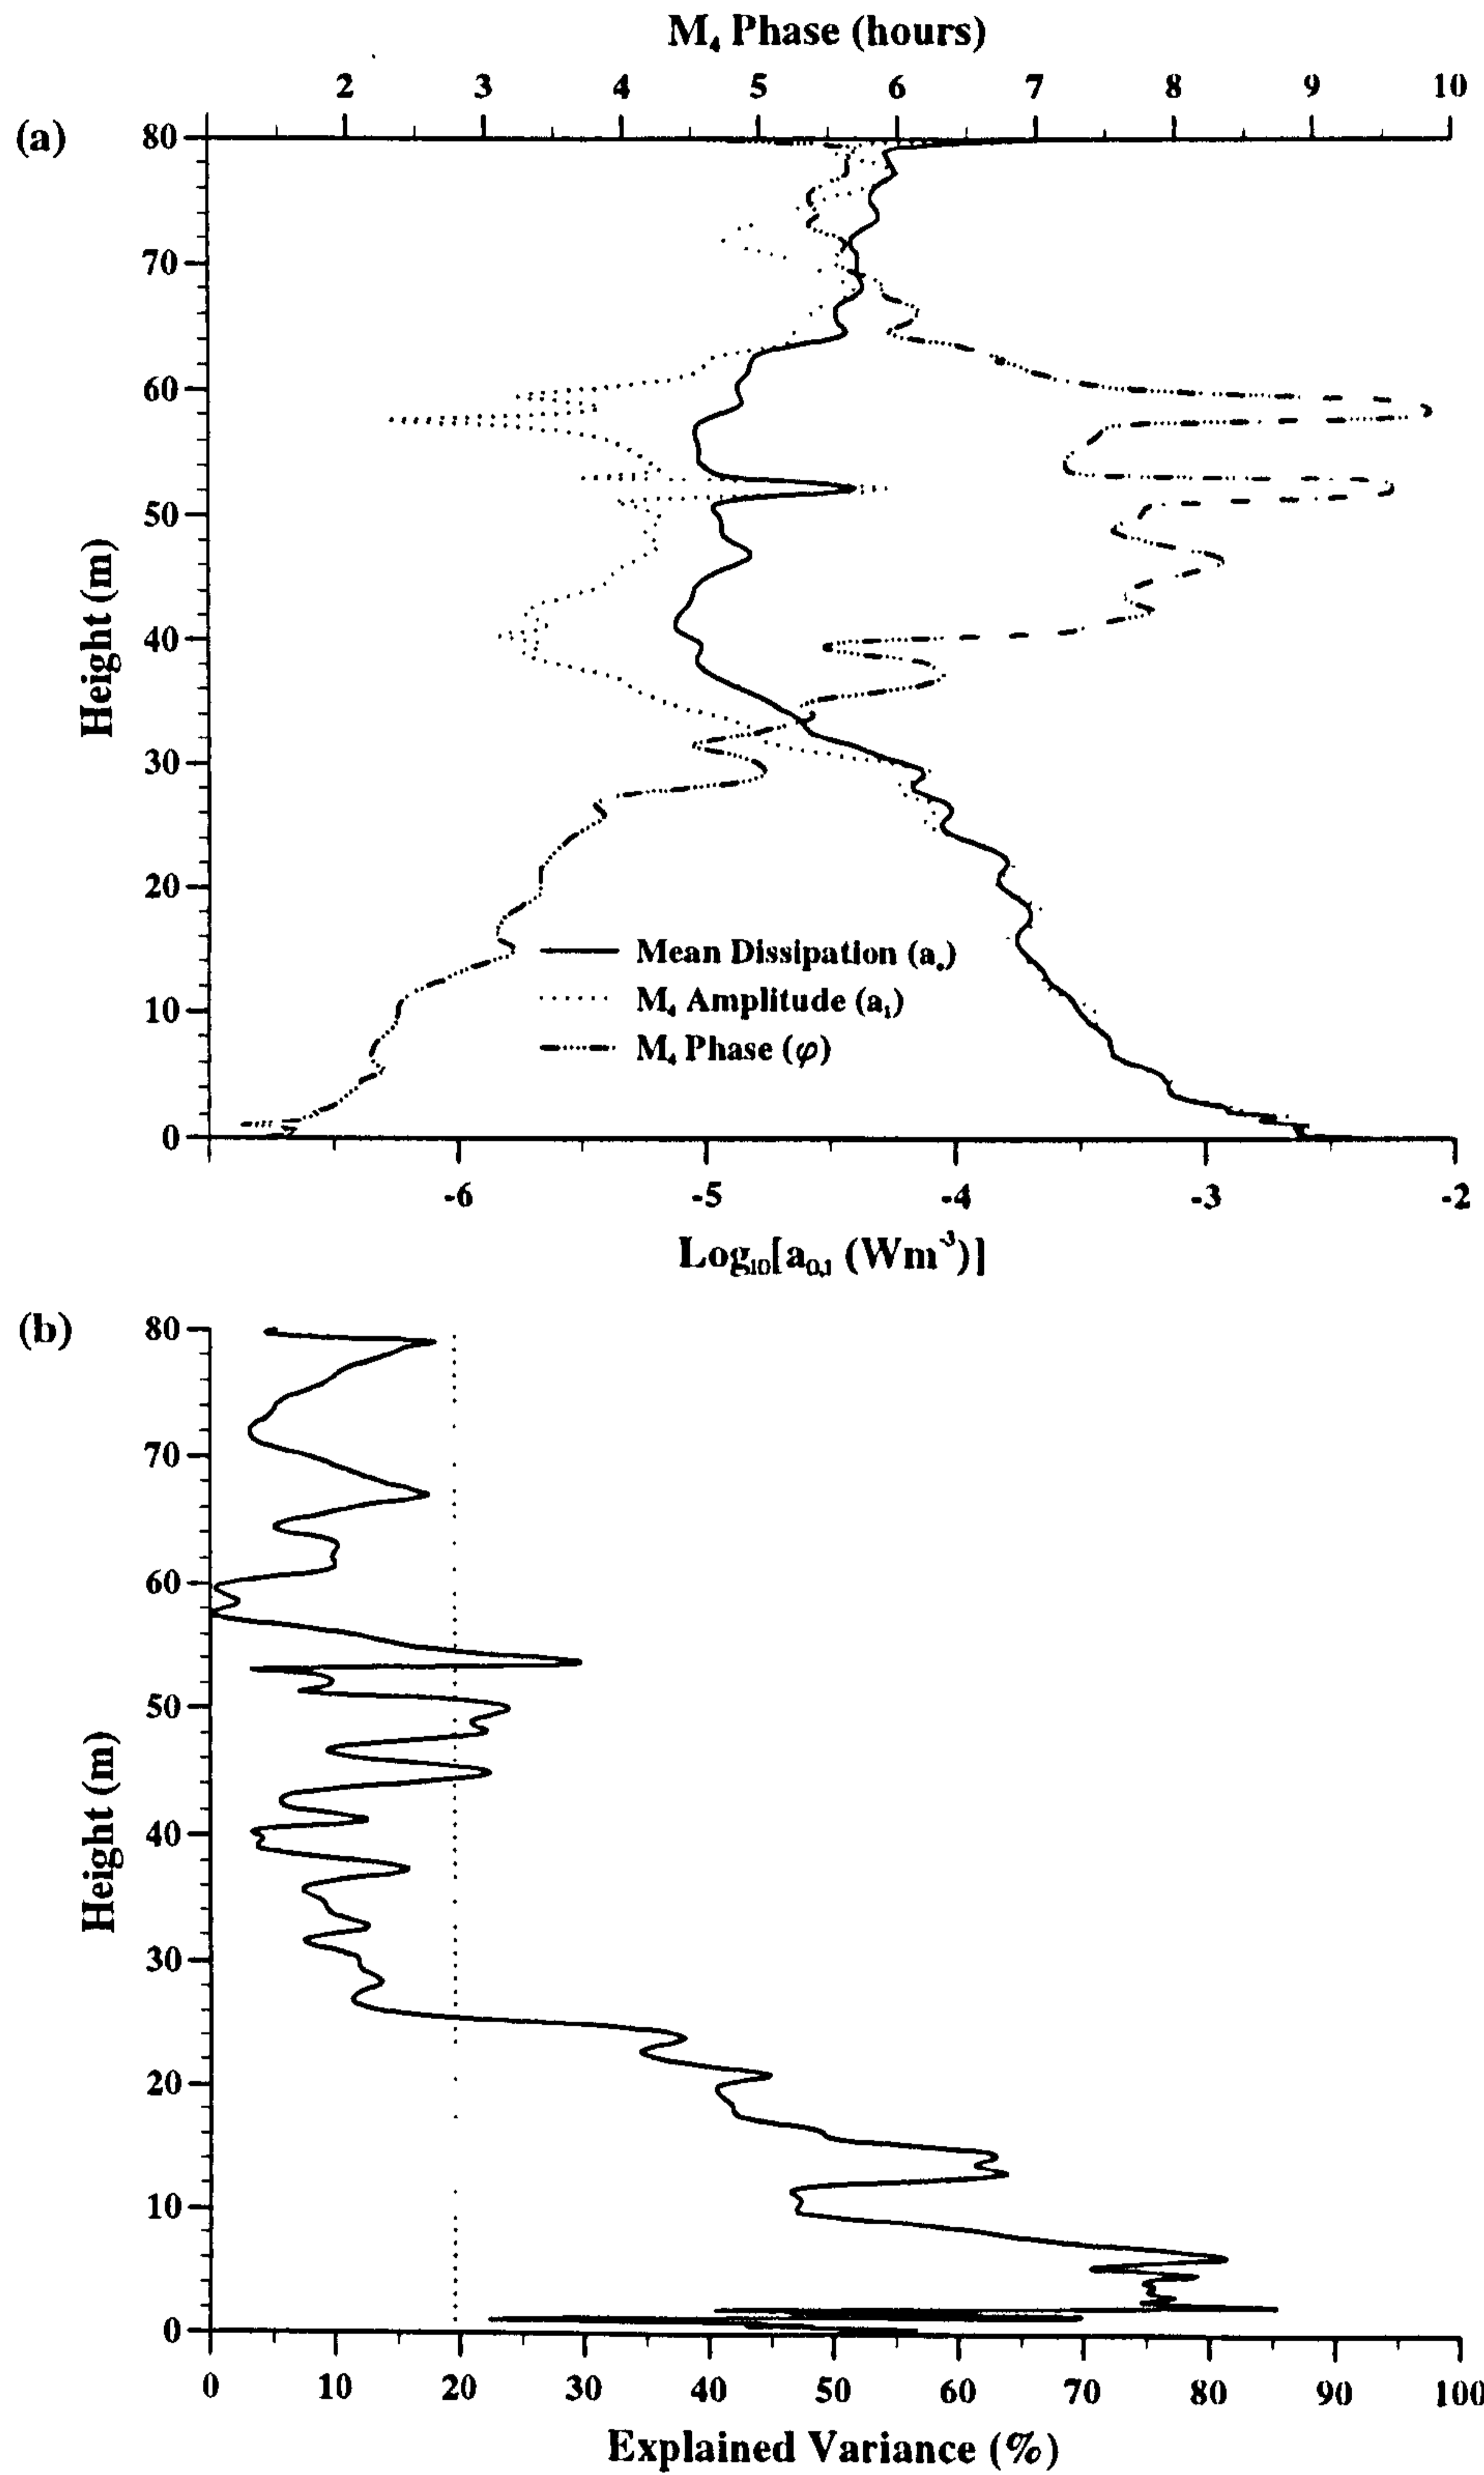 M₄ Phase (hours)
2 3 4 5 6 7 8 9 10
(a)
80
70
60
50
40
30
20
10
0
Height (m)
Mean Dissipation (a₀)
M₄ Amplitude (a₁)
M₄ Phase (φ)
-6 -5 -4 -3 -2
Log₁₀[a₀,₁ (Wm⁻³)]
(b)
80
70
60
50
40
30
20
10
0
Height (m)
0 10 20 30 40 50 60 70 80 90 100
Explained Variance (%)